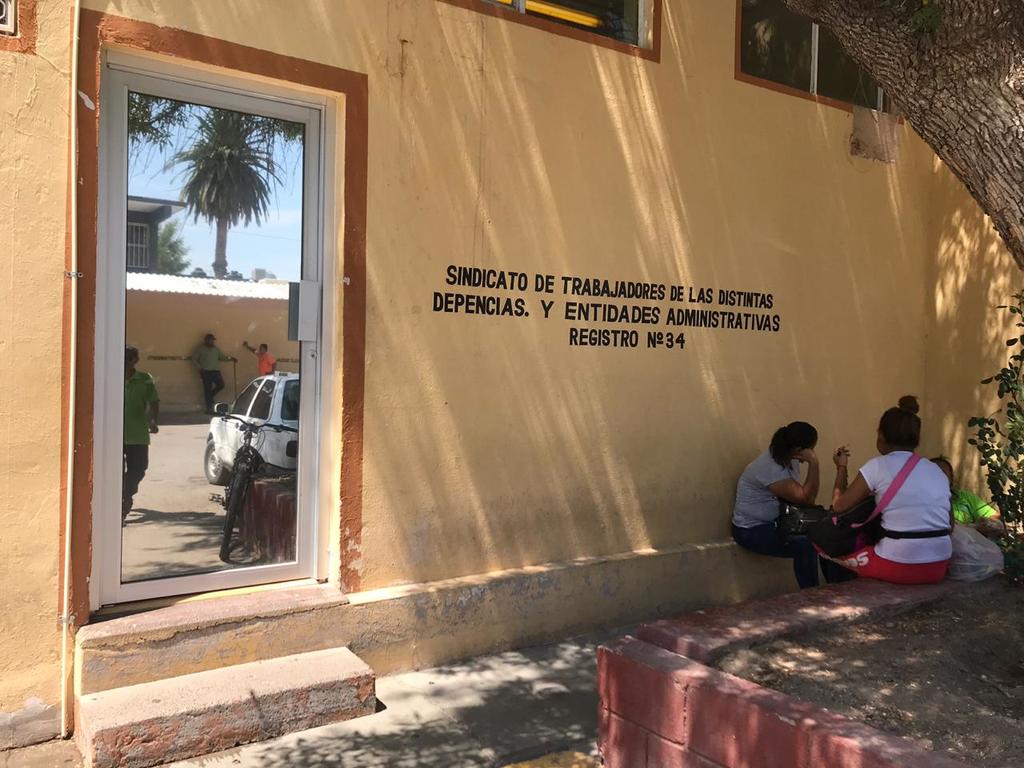 SINDICATO DE TRABAJADORES DE LAS DISTINTAS
DEPENCIAS. Y ENTIDADES ADMINISTRATIVAS
REGISTRO Nº34